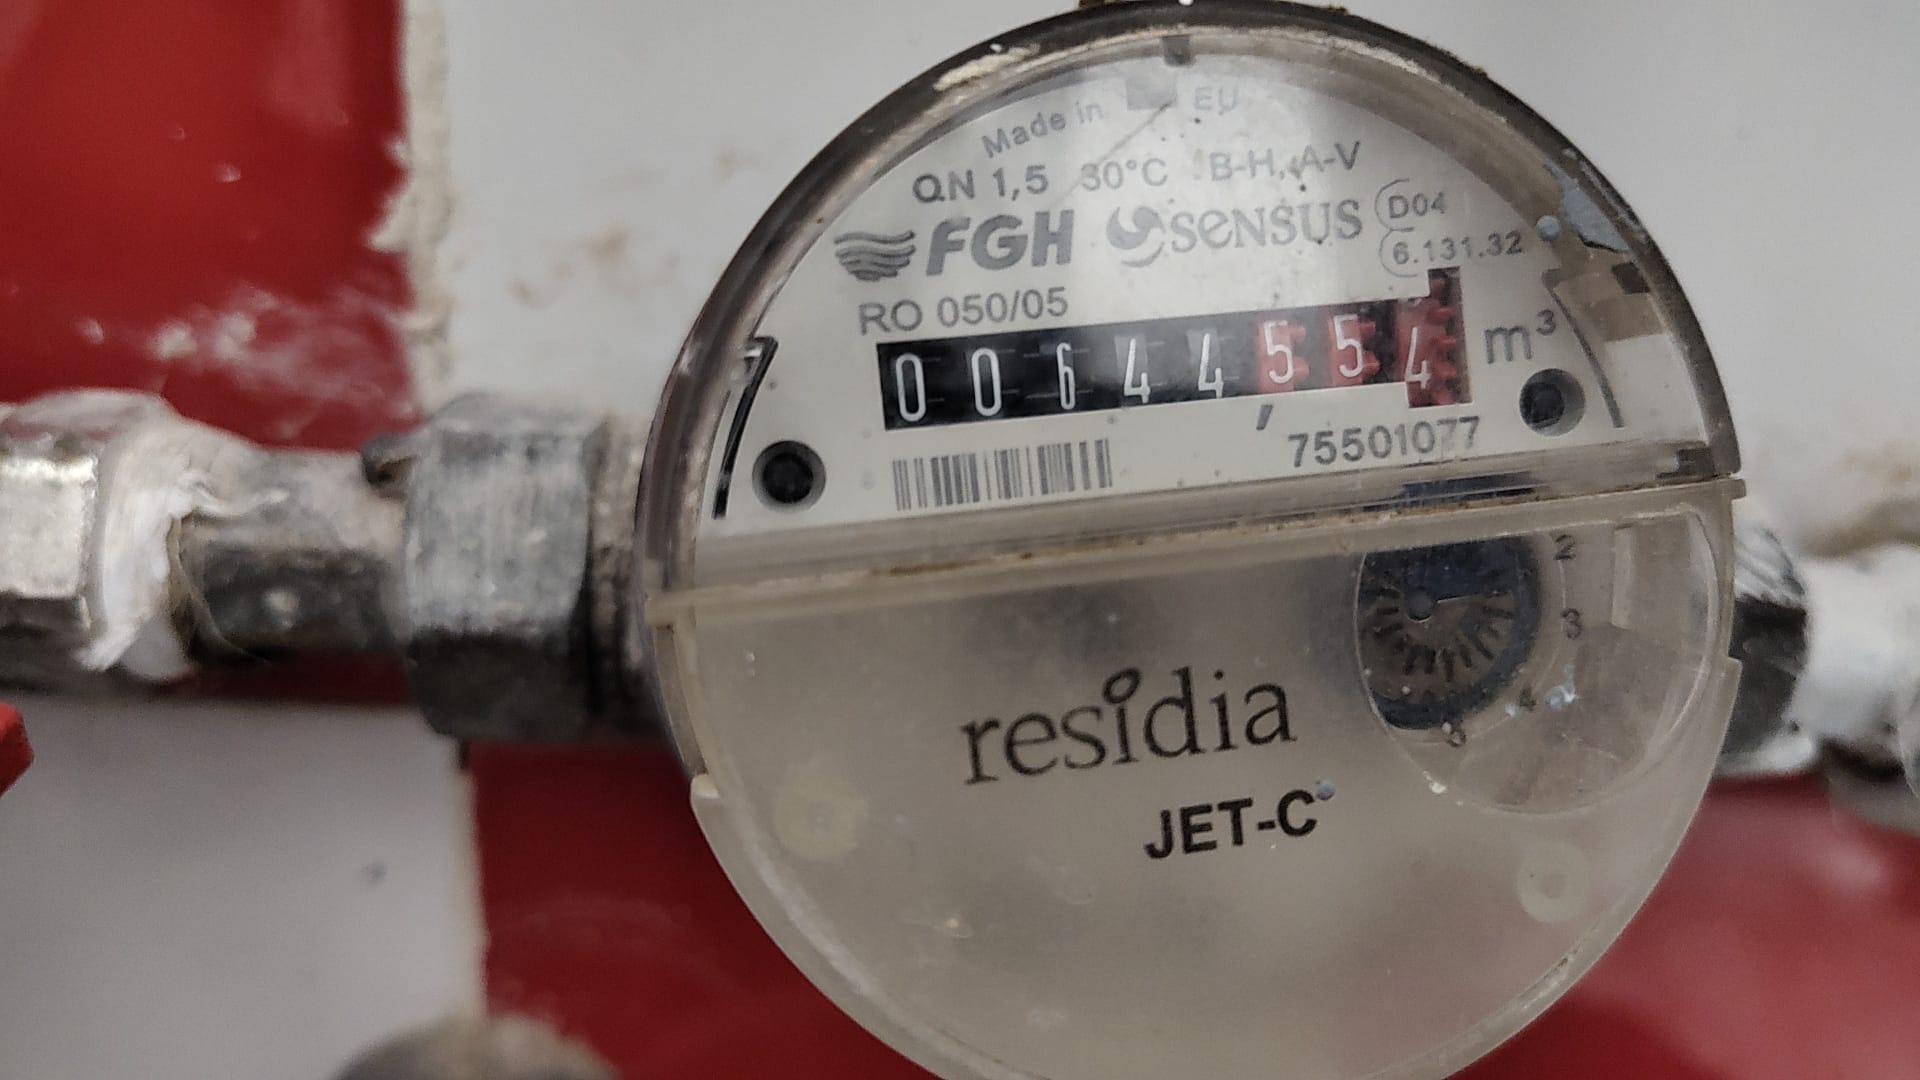 Made in EU
QN 1,5 30°C B-H, A-V
FGH SENSUS D04
6.131.32
RO 050/05
00644554 m³
,
75501077
2
3
4
5
residia
JET-C